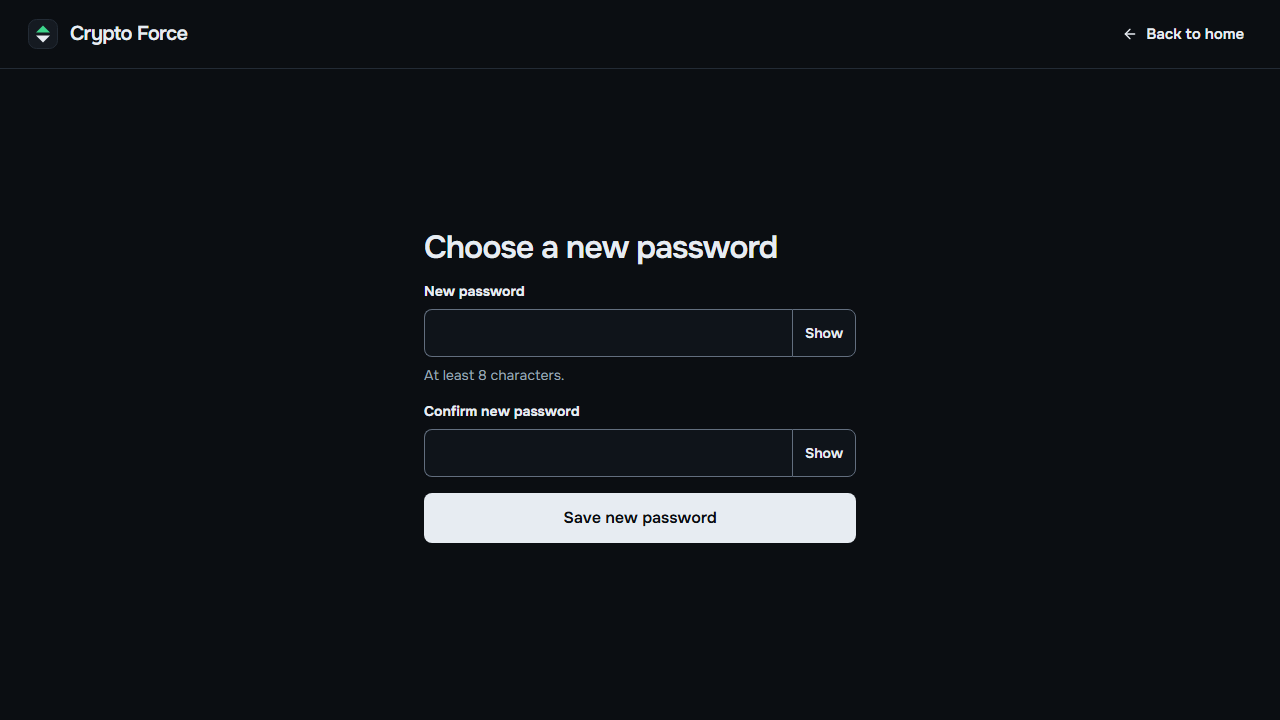 Crypto Force
Back to home
Choose a new password
New password
Show
At least 8 characters.
Confirm new password
Show
Save new password